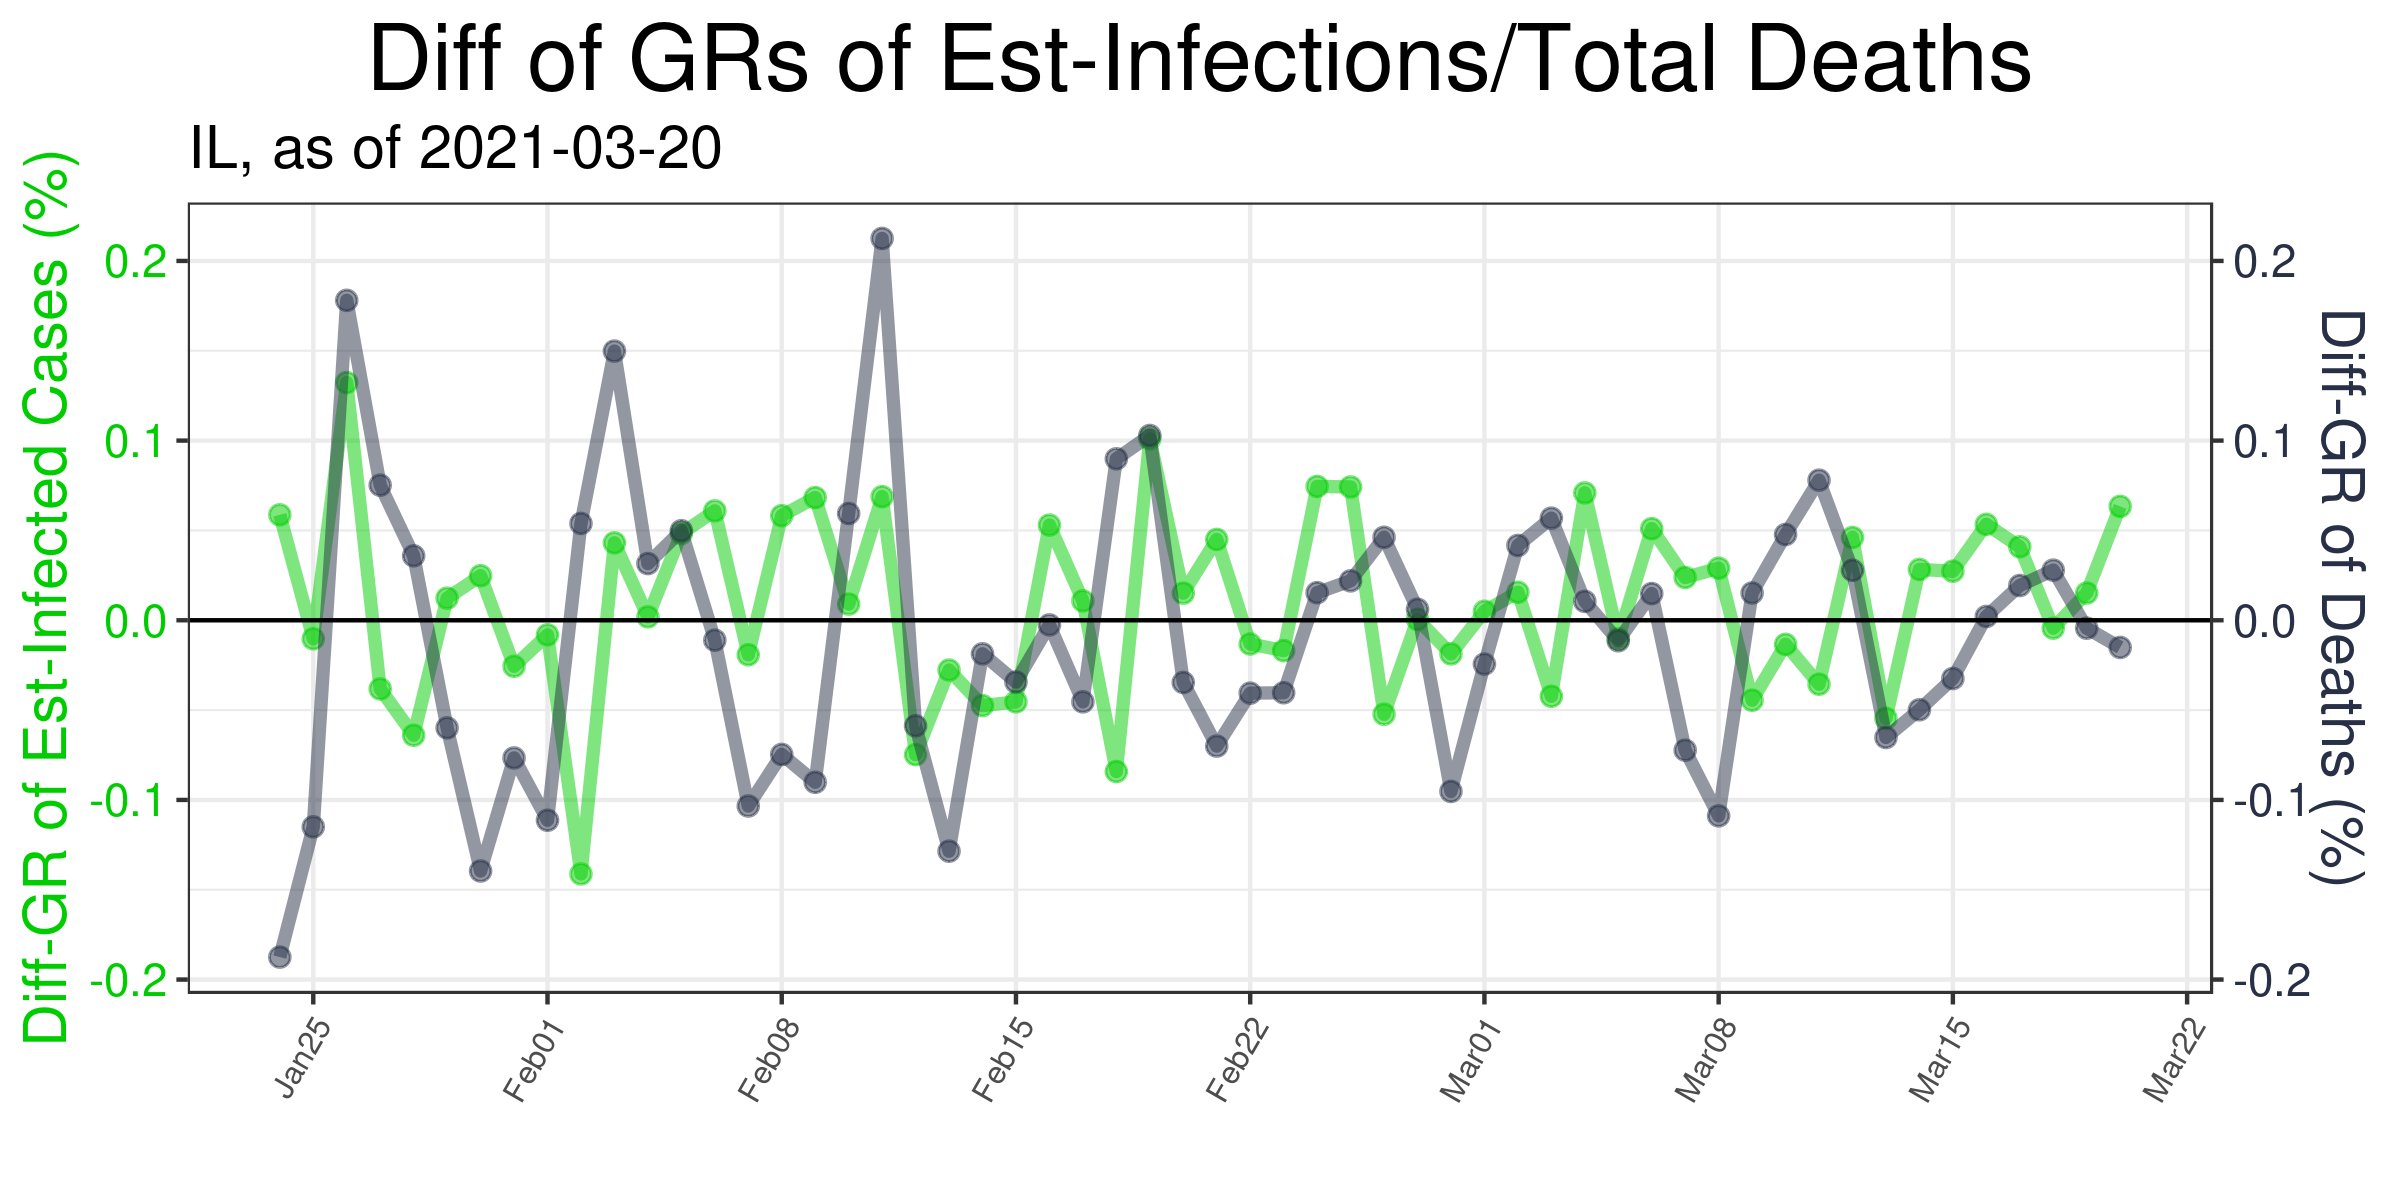 Diff of GRs of Est-Infections/Total Deaths
IL, as of 2021-03-20
Diff-GR of Est-Infected Cases (%)
0.2
0.1
0.0
-0.1
-0.2
0.2
0.1
0.0
-0.1
-0.2
Diff-GR of Deaths (%)
Jan25
Feb01
Feb08
Feb15
Feb22
Mar01
Mar08
Mar15
Mar22